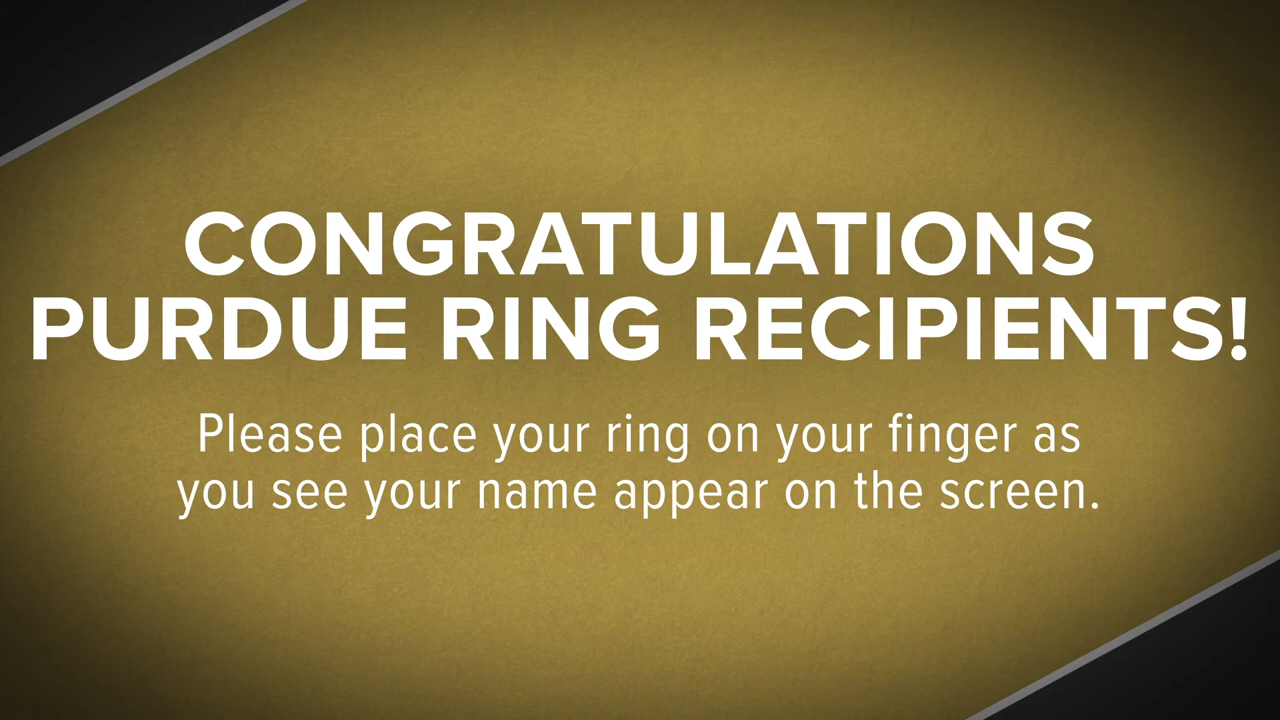 CONGRATULATIONS
PURDUE RING RECIPIENTS!
Please place your ring on your finger as
you see your name appear on the screen.